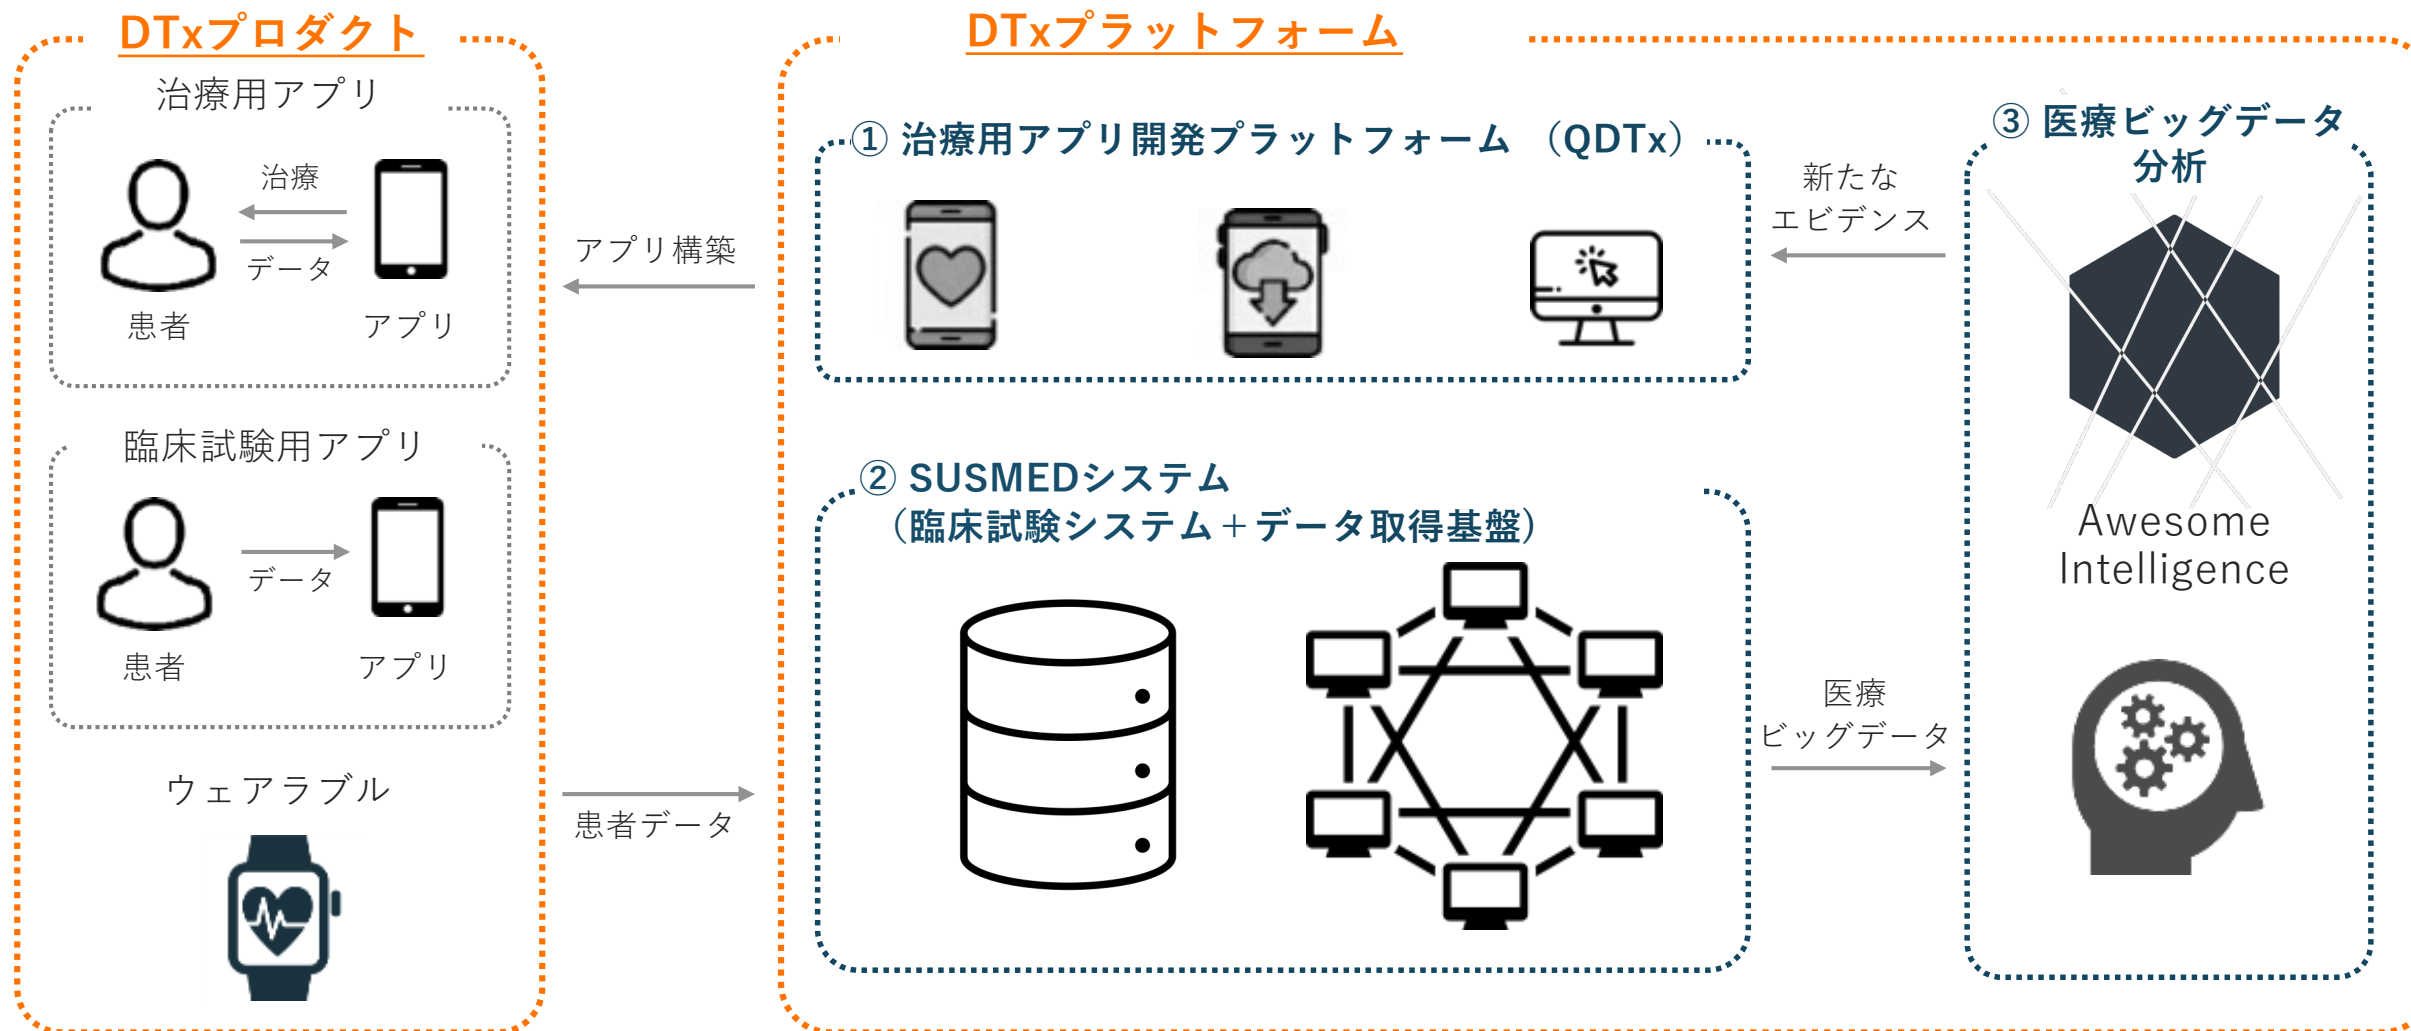 DTxプロダクト
治療用アプリ
治療
データ
患者
アプリ
臨床試験用アプリ
データ
患者
アプリ
ウェアラブル
アプリ構築
患者データ
DTxプラットフォーム
① 治療用アプリ開発プラットフォーム （QDTx）
② SUSMEDシステム
（臨床試験システム＋データ取得基盤）
新たな
エビデンス
医療
ビッグデータ
③ 医療ビッグデータ
分析
Awesome
Intelligence